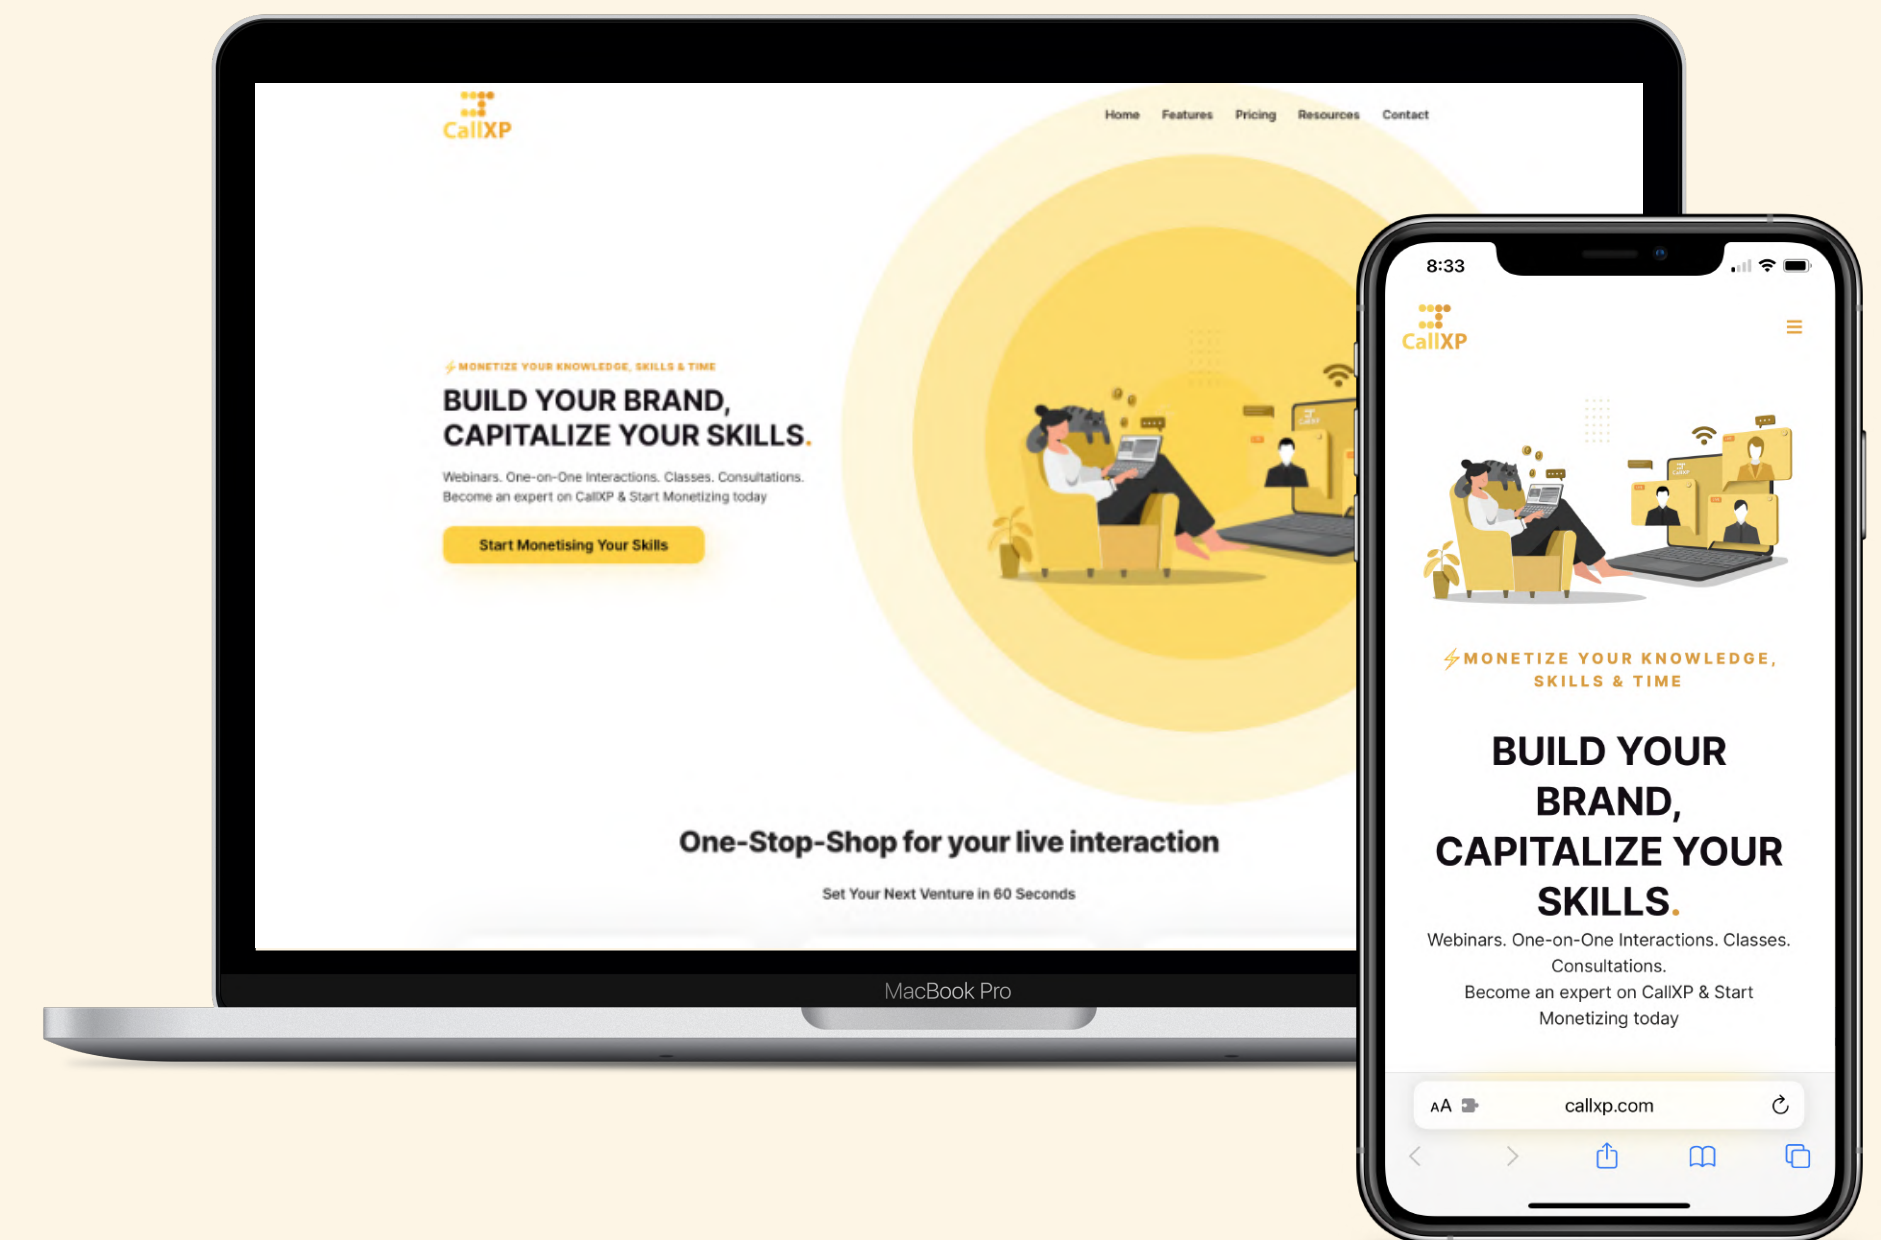 CallXP
Home Features Pricing Resources Contact
⚡MONETIZE YOUR KNOWLEDGE, SKILLS & TIME
BUILD YOUR BRAND,
CAPITALIZE YOUR SKILLS.
Webinars. One-on-One Interactions. Classes. Consultations.
Become an expert on CallXP & Start Monetizing today
Start Monetising Your Skills
One-Stop-Shop for your live interaction
Set Your Next Venture in 60 Seconds
MacBook Pro
8:33
CallXP
⚡MONETIZE YOUR KNOWLEDGE,
SKILLS & TIME
BUILD YOUR
BRAND,
CAPITALIZE YOUR
SKILLS.
Webinars. One-on-One Interactions. Classes.
Consultations.
Become an expert on CallXP & Start
Monetizing today
AA callxp.com